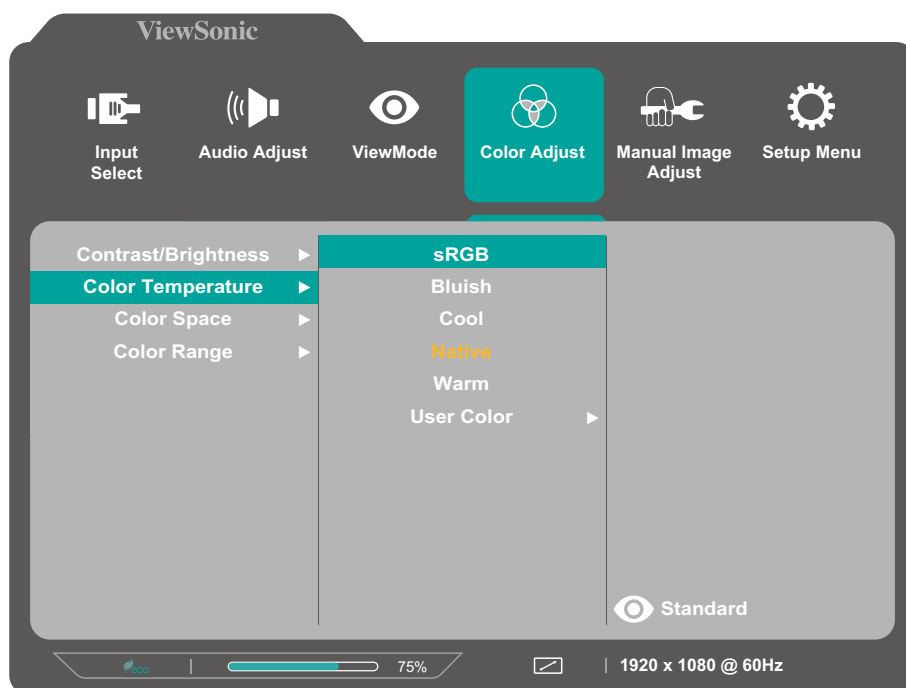 ViewSonic
Input
Select
Audio Adjust
ViewMode
Color Adjust
Manual Image
Adjust
Setup Menu
Contrast/Brightness
Color Temperature
Color Space
Color Range
sRGB
Bluish
Cool
Native
Warm
User Color
Standard
eco
75%
1920 x 1080 @ 60Hz